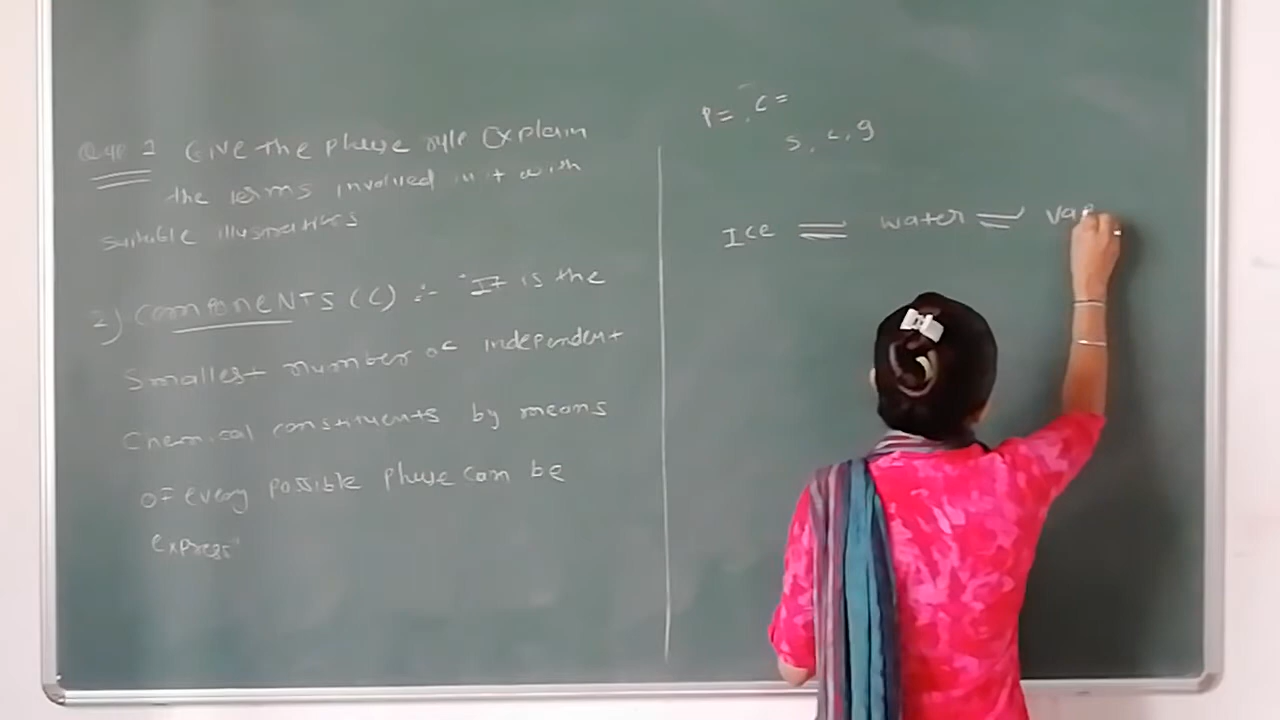 Que 1 Give the phase rule Explain
the terms involved in it with
suitable illusnations
2) COMPONENTS (C) :- "It is the
Smallest number of independent
Chemical constituents by means
of every possible phase can be
express"
P= , C=
S, L, g
Ice ⇌ water ⇌ Vap